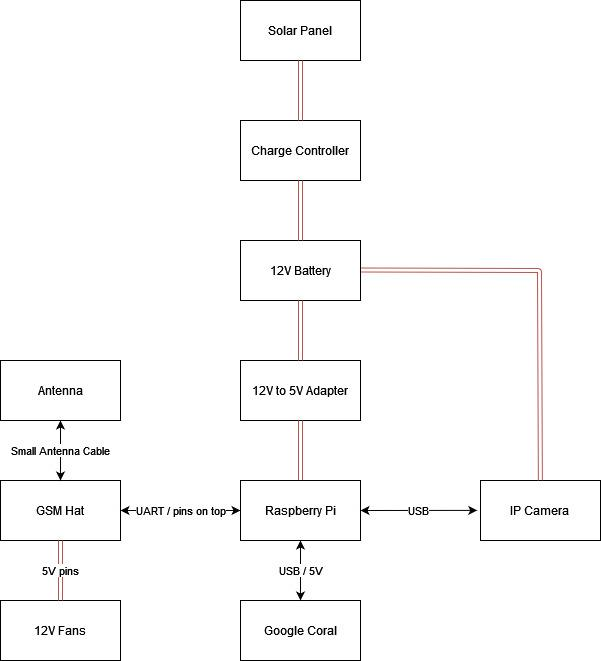 Solar Panel
Charge Controller
12V Battery
Antenna
12V to 5V Adapter
Small Antenna Cable
GSM Hat
UART / pins on top
Raspberry Pi
USB
IP Camera
5V pins
USB / 5V
12V Fans
Google Coral